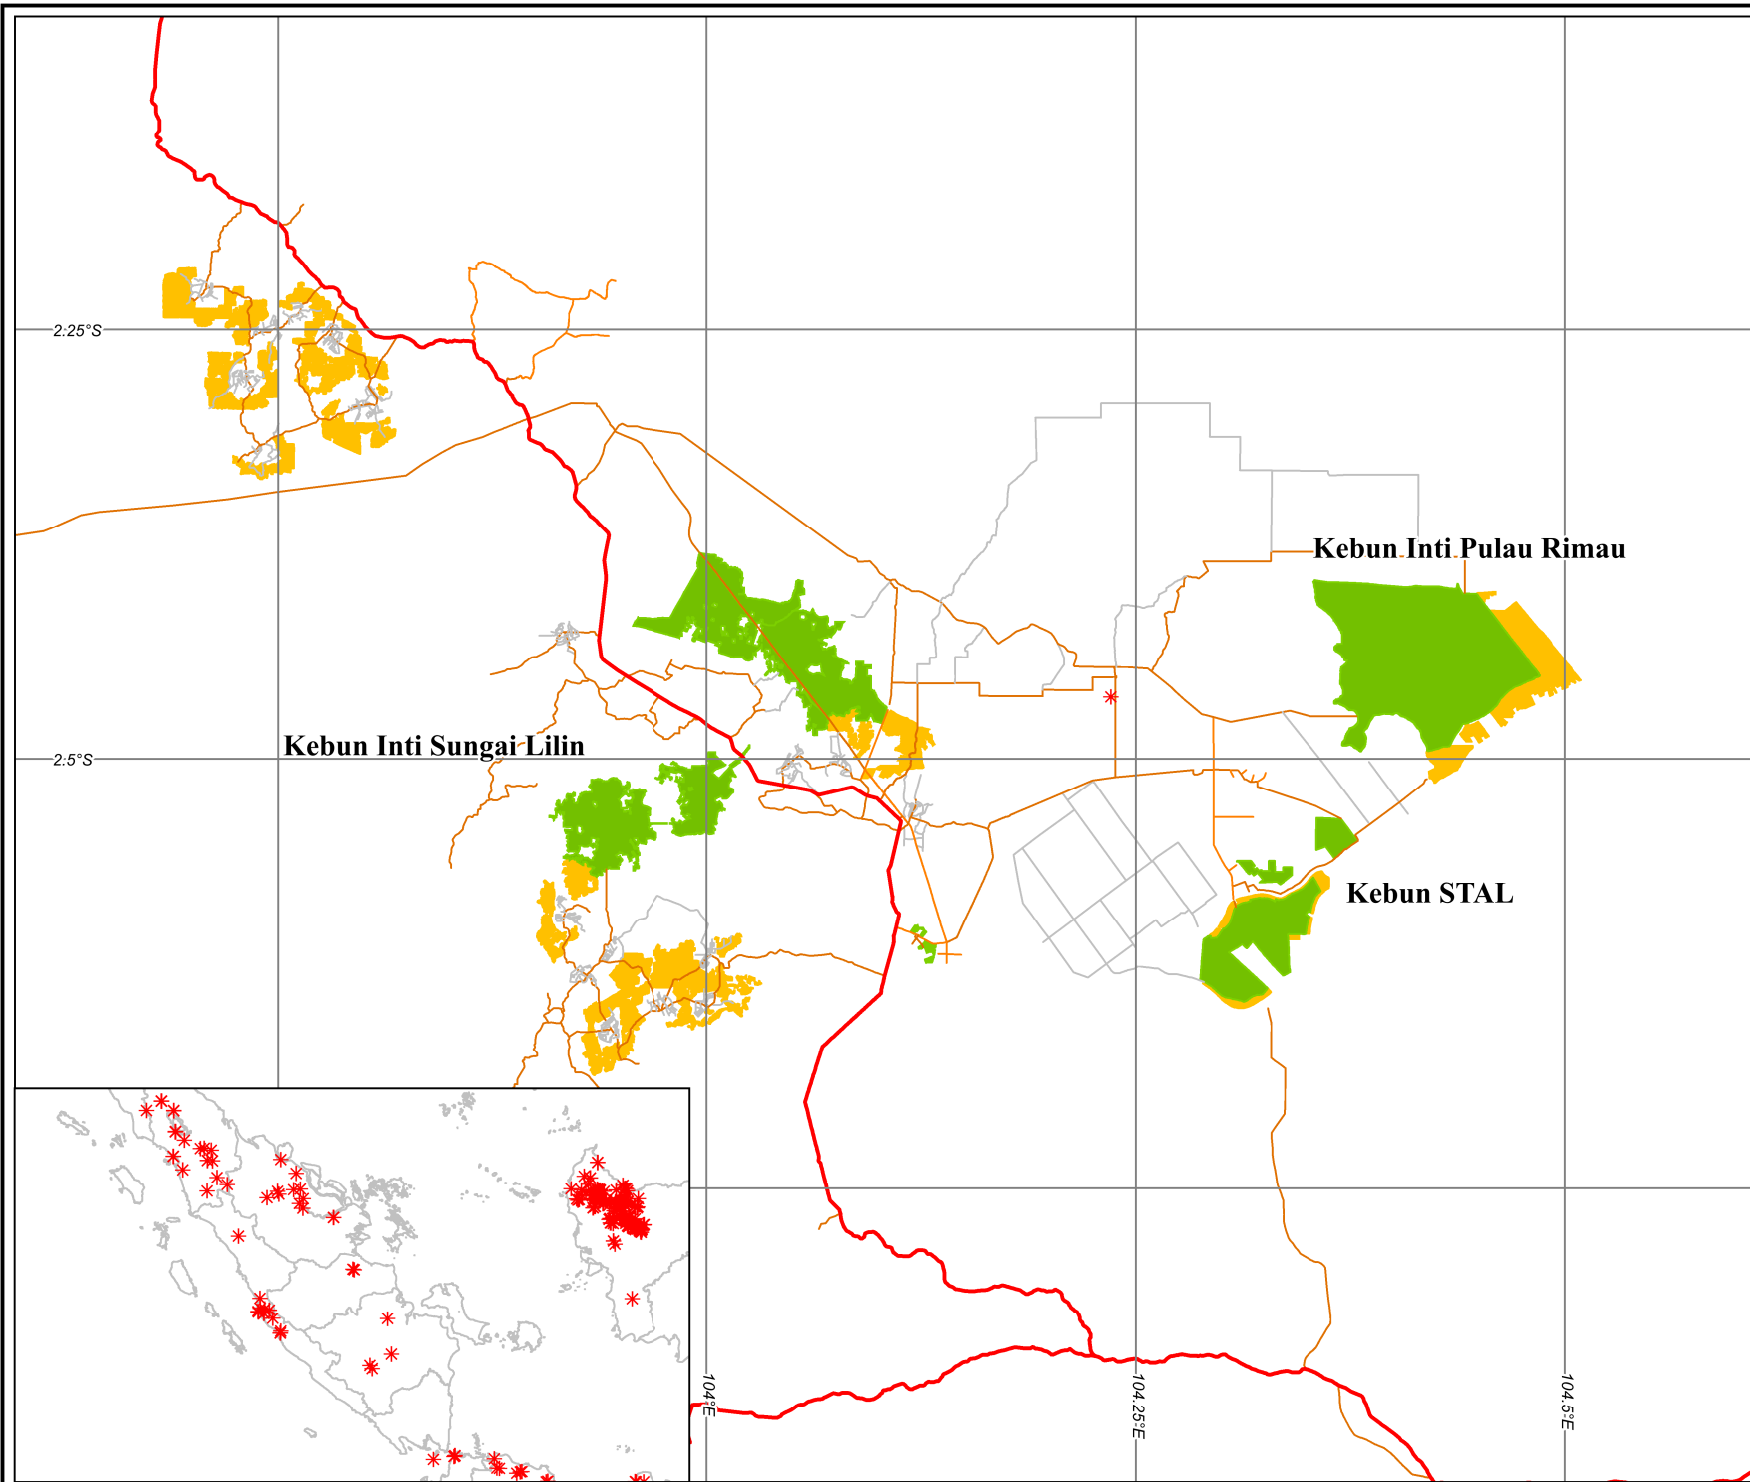 2.25°S
Kebun Inti Pulau Rimau
Kebun Inti Sungai Lilin
2.5°S
Kebun STAL
104°E
104.25°E
104.5°E